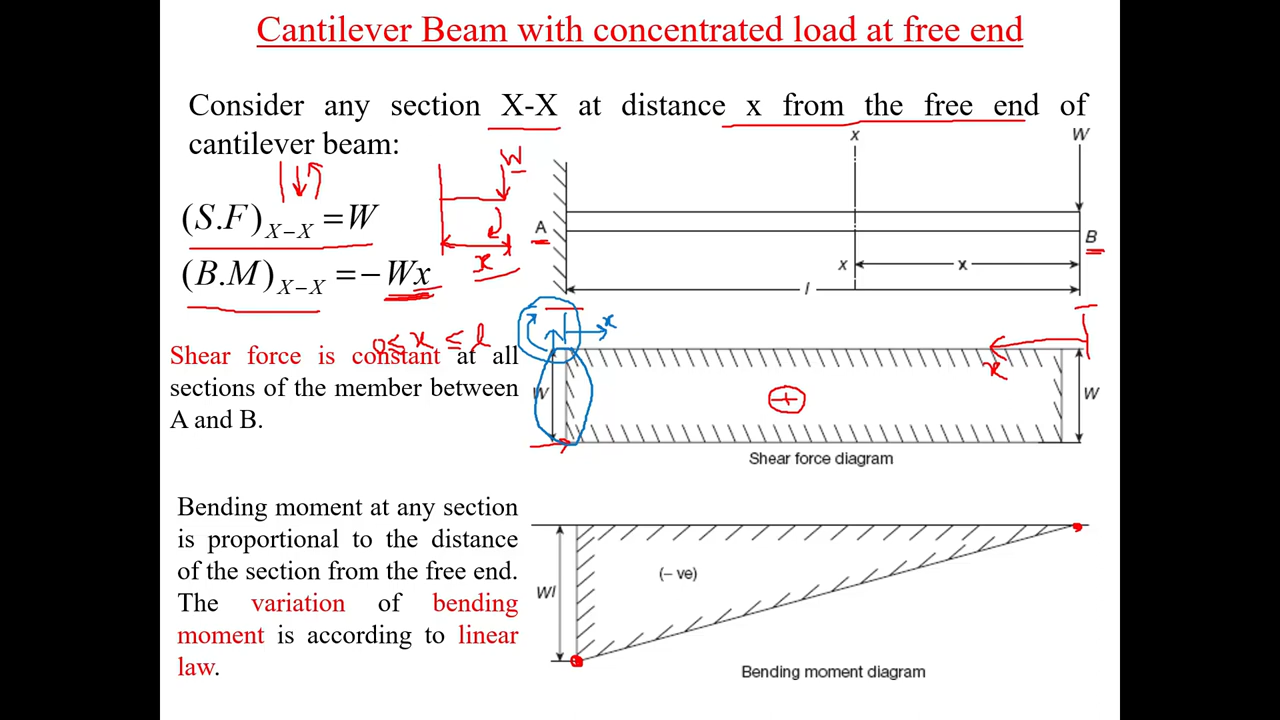 Cantilever Beam with concentrated load at free end
Consider any section X-X at distance x from the free end of
cantilever beam:
(S.F)X−X = W
(B.M)X−X = −Wx
W
x
0 ≤ x ≤ l
Shear force is constant at all
sections of the member between
A and B.
Bending moment at any section
is proportional to the distance
of the section from the free end.
The variation of bending
moment is according to linear
law.
x
W
A
B
x
x
l
x
x
W
+
W
Shear force diagram
(– ve)
Wl
Bending moment diagram